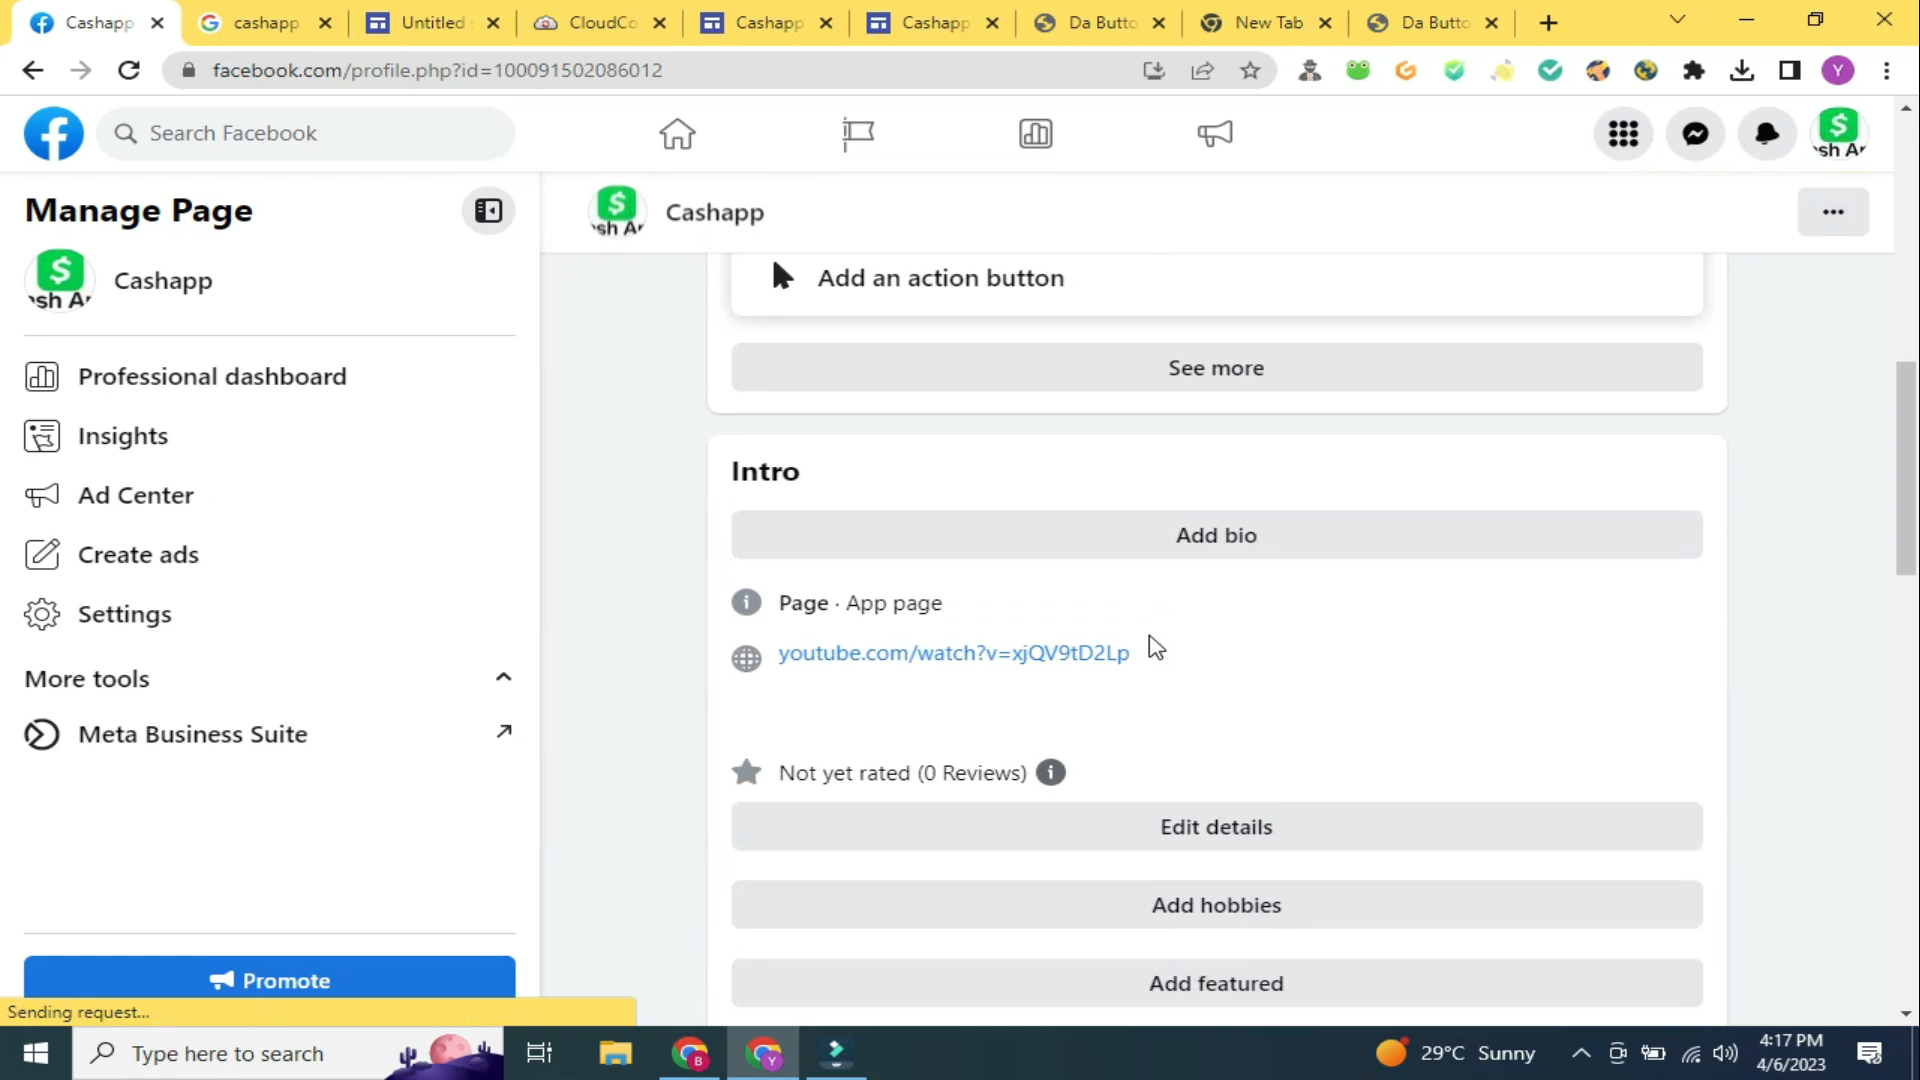 Cashapp
cashapp
Untitled
CloudCo
Cashapp
Cashapp
Da Butto
New Tab
Da Butto
facebook.com/profile.php?id=100091502086012
Y
Search Facebook
$
sh A
Manage Page
$
sh A
Cashapp
$
sh A
Cashapp
Professional dashboard
Insights
Ad Center
Create ads
Settings
More tools
Meta Business Suite
Promote
Add an action button
See more
Intro
Add bio
Page · App page
youtube.com/watch?v=xjQV9tD2Lp
Not yet rated (0 Reviews)
Edit details
Add hobbies
Add featured
Sending request...
Type here to search
B
Y
29°C Sunny
4:17 PM
4/6/2023